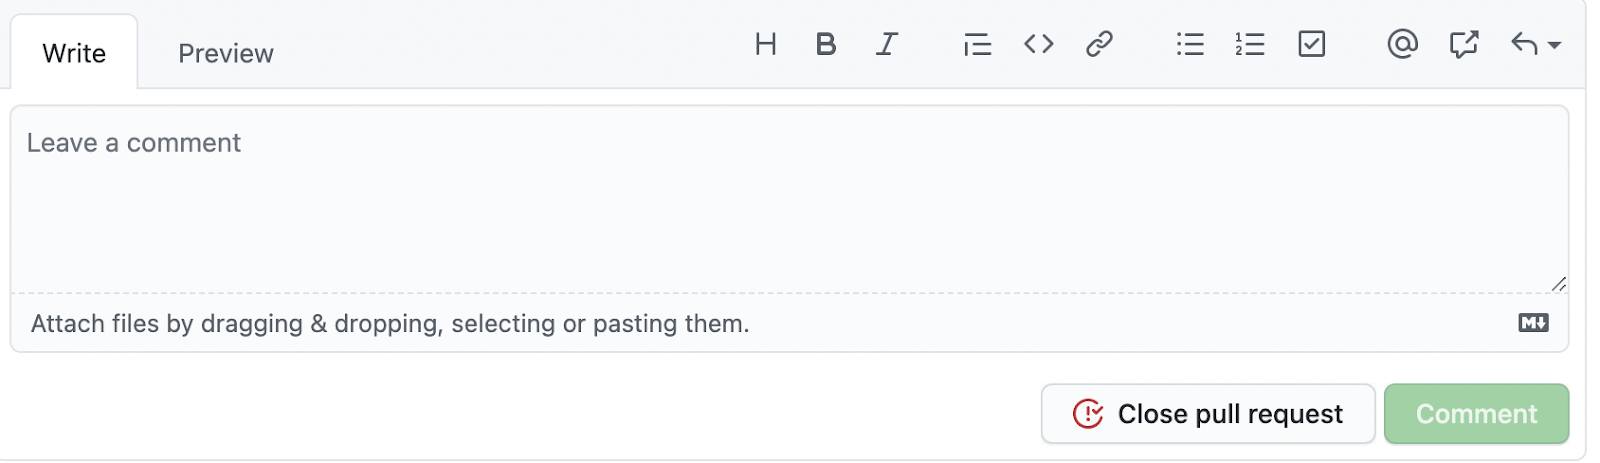 Write Preview H B I
Leave a comment
Attach files by dragging & dropping, selecting or pasting them. M
Close pull request Comment